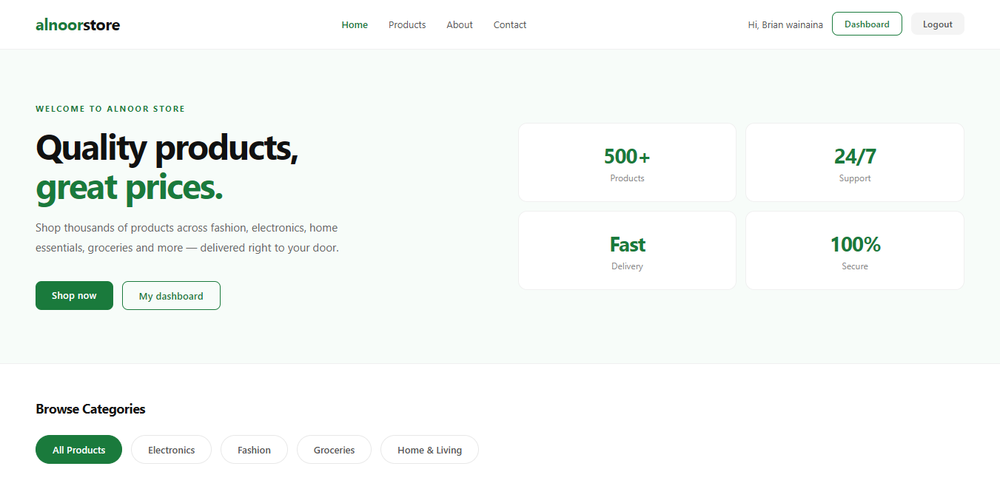 alnoorstore
Home
Products
About
Contact
Hi, Brian wainaina
Dashboard
Logout
WELCOME TO ALNOOR STORE
Quality products,
great prices.
Shop thousands of products across fashion, electronics, home
essentials, groceries and more — delivered right to your door.
Shop now
My dashboard
500+
Products
24/7
Support
Fast
Delivery
100%
Secure
Browse Categories
All Products
Electronics
Fashion
Groceries
Home & Living